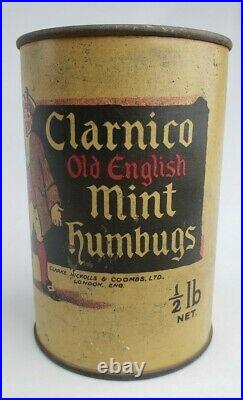 Clarnico
Old English
Mint
Humbugs
CLARKE, NICKOLLS & COOMBS, LTD.
LONDON, ENG.
½ lb
NET.